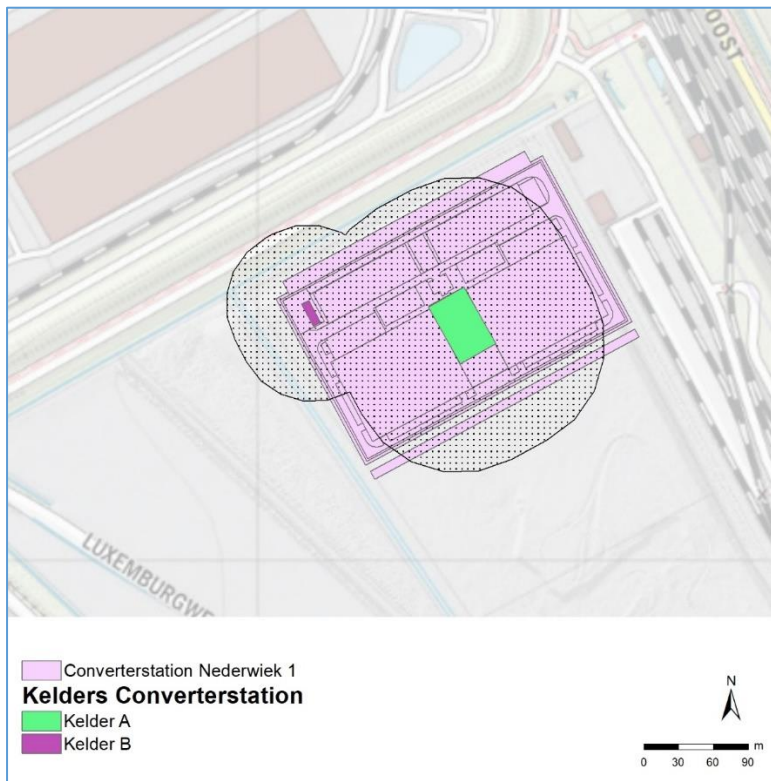 OOST
LUXEMBURGWE
Converterstation Nederwiek 1
Kelders Converterstation
Kelder A
Kelder B
N
0 30 60 90 m